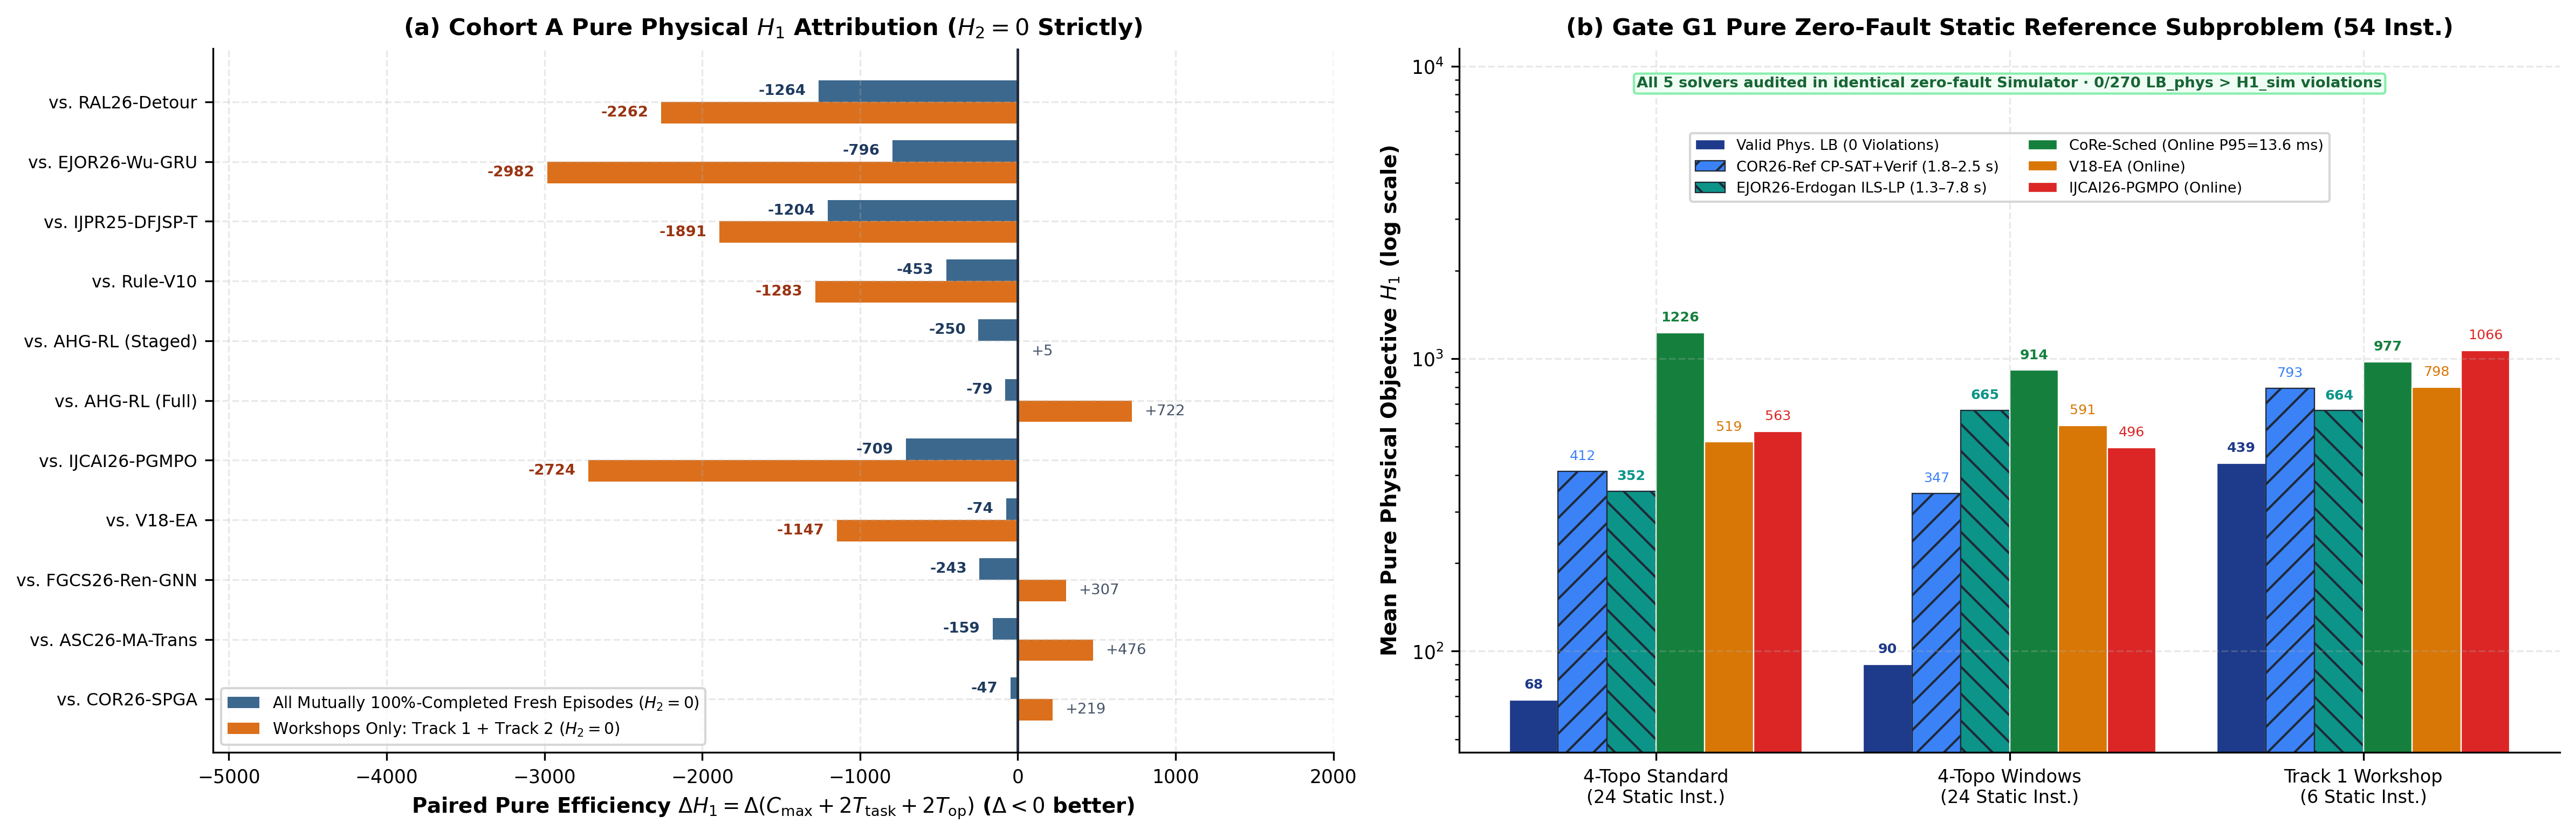 (a) Cohort A Pure Physical H₁ Attribution (H₂ = 0 Strictly)
vs. RAL26-Detour
-1264
-2262
vs. EJOR26-Wu-GRU
-796
-2982
vs. IJPR25-DFJSP-T
-1204
-1891
vs. Rule-V10
-453
-1283
vs. AHG-RL (Staged)
-250
+5
vs. AHG-RL (Full)
-79
+722
vs. IJCAI26-PGMPO
-709
-2724
vs. V18-EA
-74
-1147
vs. FGCS26-Ren-GNN
-243
+307
vs. ASC26-MA-Trans
-159
+476
vs. COR26-SPGA
-47
+219
All Mutually 100%-Completed Fresh Episodes (H₂ = 0)
Workshops Only: Track 1 + Track 2 (H₂ = 0)
−5000 −4000 −3000 −2000 −1000 0 1000 2000
Paired Pure Efficiency ΔH₁ = Δ(C_max + 2T_task + 2T_op) (Δ < 0 better)
(b) Gate G1 Pure Zero-Fault Static Reference Subproblem (54 Inst.)
All 5 solvers audited in identical zero-fault Simulator · 0/270 LB_phys > H1_sim violations
Valid Phys. LB (0 Violations)
COR26-Ref CP-SAT+Verif (1.8–2.5 s)
EJOR26-Erdogan ILS-LP (1.3–7.8 s)
CoRe-Sched (Online P95=13.6 ms)
V18-EA (Online)
IJCAI26-PGMPO (Online)
Mean Pure Physical Objective H₁ (log scale)
10⁴
10³
10²
68 412 352 1226 519 563
90 347 665 914 591 496
439 793 664 977 798 1066
4-Topo Standard
(24 Static Inst.)
4-Topo Windows
(24 Static Inst.)
Track 1 Workshop
(6 Static Inst.)